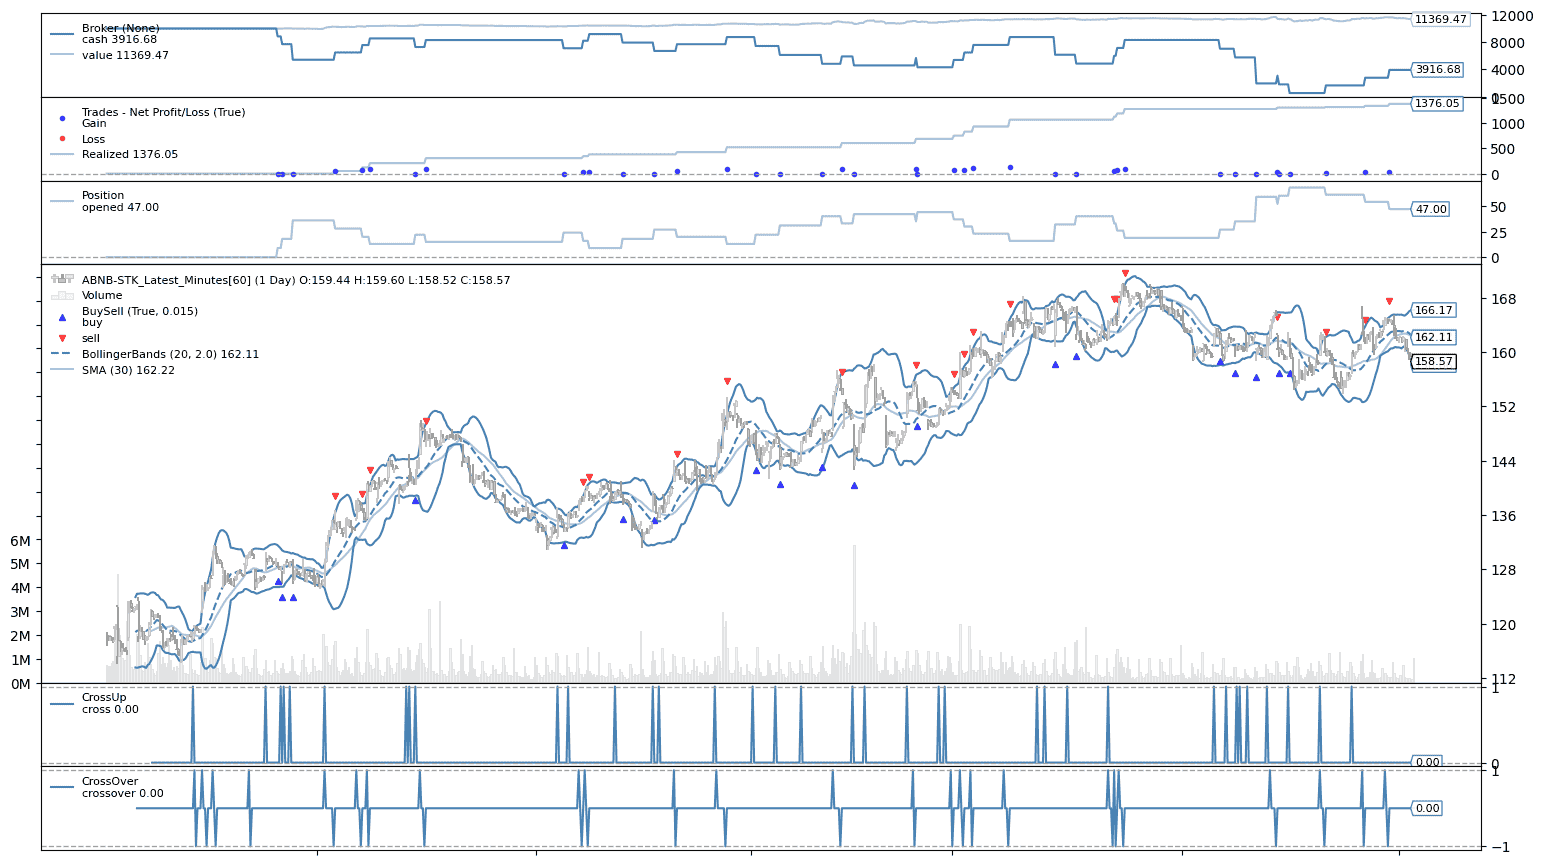 Broker (None)
cash 3916.68
value 11369.47
11369.47
12000
8000
4000
3916.68
0
Trades - Net Profit/Loss (True)
Gain
Loss
Realized 1376.05
1500
1376.05
1000
500
0
Position
opened 47.00
50
47.00
25
0
ABNB-STK_Latest_Minutes[60] (1 Day) O:159.44 H:159.60 L:158.52 C:158.57
Volume
BuySell (True, 0.015)
buy
sell
BollingerBands (20, 2.0) 162.11
SMA (30) 162.22
168
166.17
162.11
160
158.57
152
144
136
128
120
112
6M
5M
4M
3M
2M
1M
0M
CrossUp
cross 0.00
1
0.00
0
CrossOver
crossover 0.00
1
0.00
−1